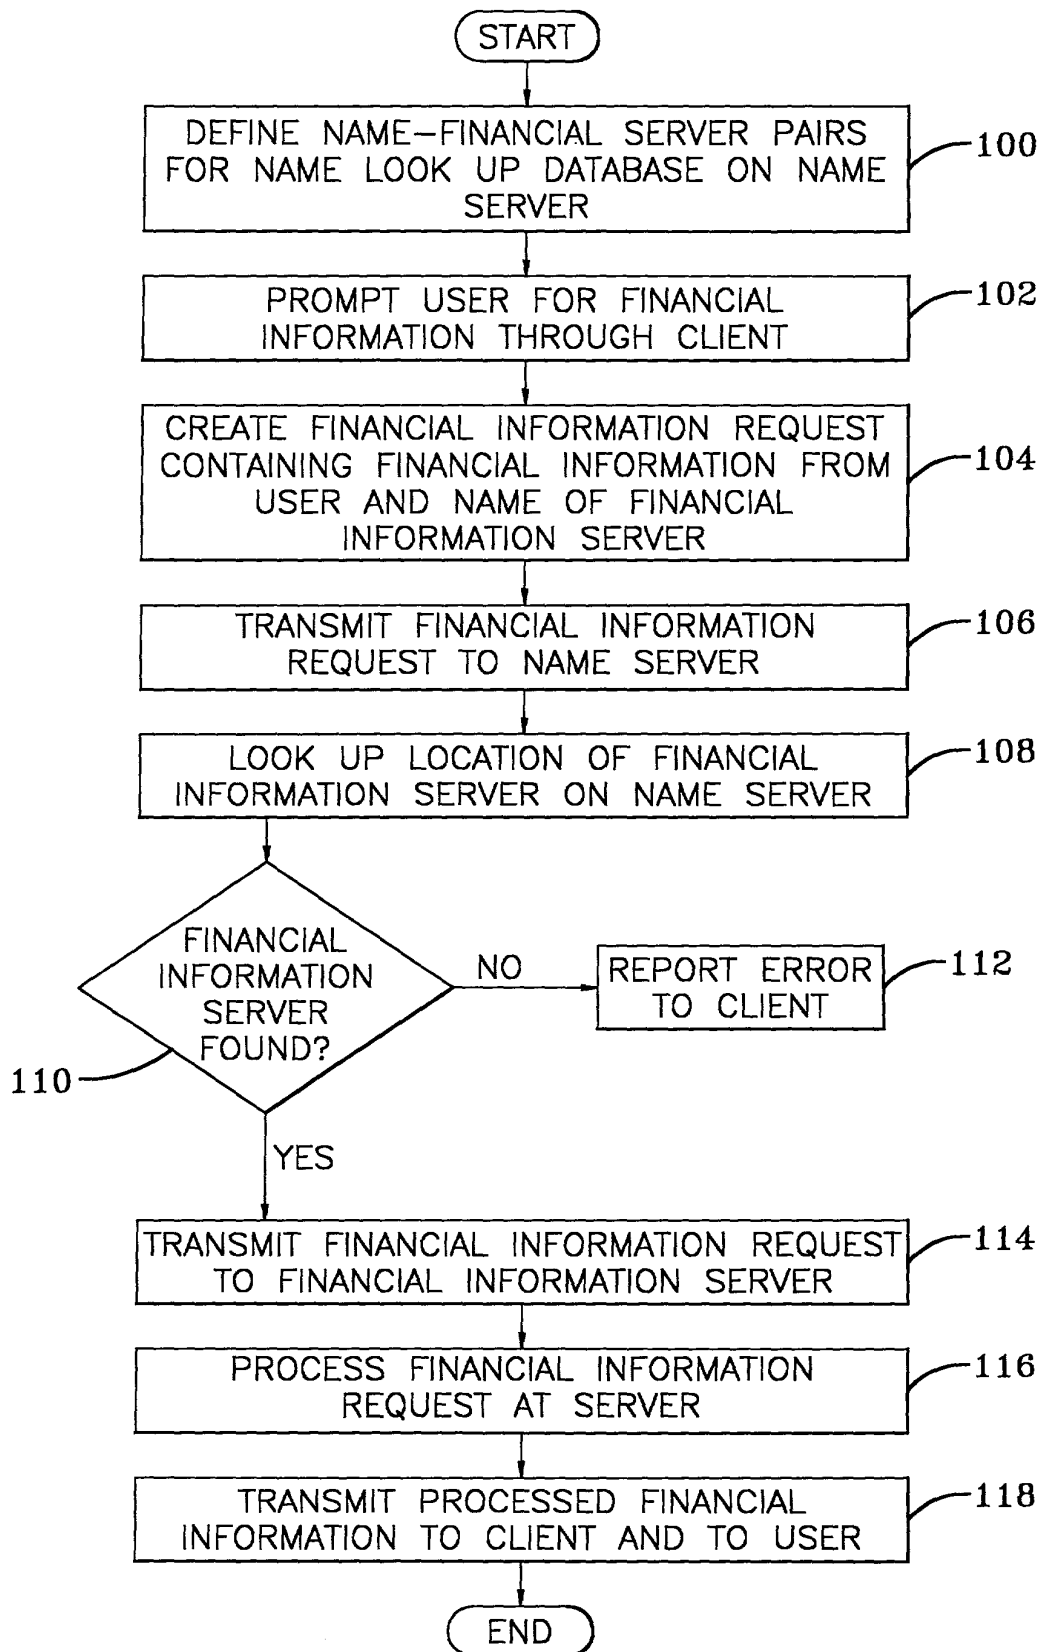 START
DEFINE NAME-FINANCIAL SERVER PAIRS
FOR NAME LOOK UP DATABASE ON NAME
SERVER
100
PROMPT USER FOR FINANCIAL
INFORMATION THROUGH CLIENT
102
CREATE FINANCIAL INFORMATION REQUEST
CONTAINING FINANCIAL INFORMATION FROM
USER AND NAME OF FINANCIAL
INFORMATION SERVER
104
TRANSMIT FINANCIAL INFORMATION
REQUEST TO NAME SERVER
106
LOOK UP LOCATION OF FINANCIAL
INFORMATION SERVER ON NAME SERVER
108
FINANCIAL
INFORMATION
SERVER
FOUND?
110
NO
REPORT ERROR
TO CLIENT
112
YES
TRANSMIT FINANCIAL INFORMATION REQUEST
TO FINANCIAL INFORMATION SERVER
114
PROCESS FINANCIAL INFORMATION
REQUEST AT SERVER
116
TRANSMIT PROCESSED FINANCIAL
INFORMATION TO CLIENT AND TO USER
118
END